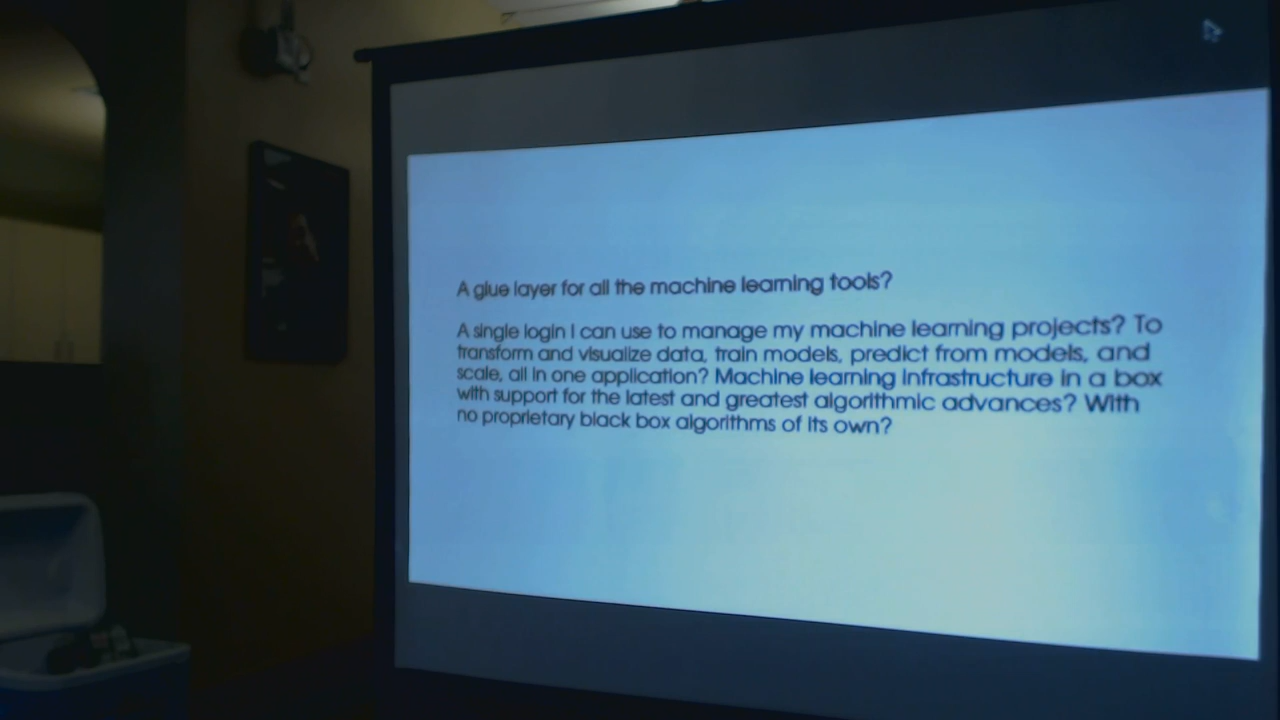 A glue layer for all the machine learning tools?
A single login I can use to manage my machine learning projects? To
transform and visualize data, train models, predict from models, and
scale, all in one application? Machine learning infrastructure in a box
with support for the latest and greatest algorithmic advances? With
no proprietary black box algorithms of its own?